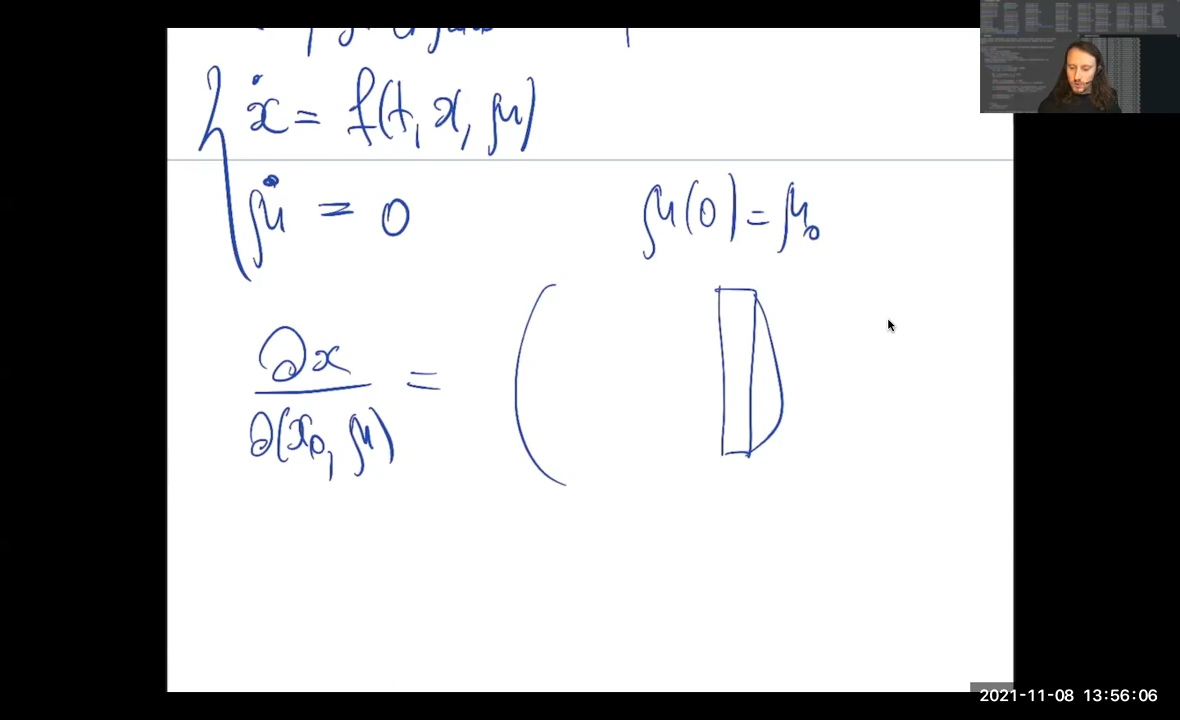 ẋ = f(t, x, μ)
μ̇ = 0 μ(0) = μ₀
∂x
∂(x₀, μ)
= ( )
2021-11-08 13:56:06